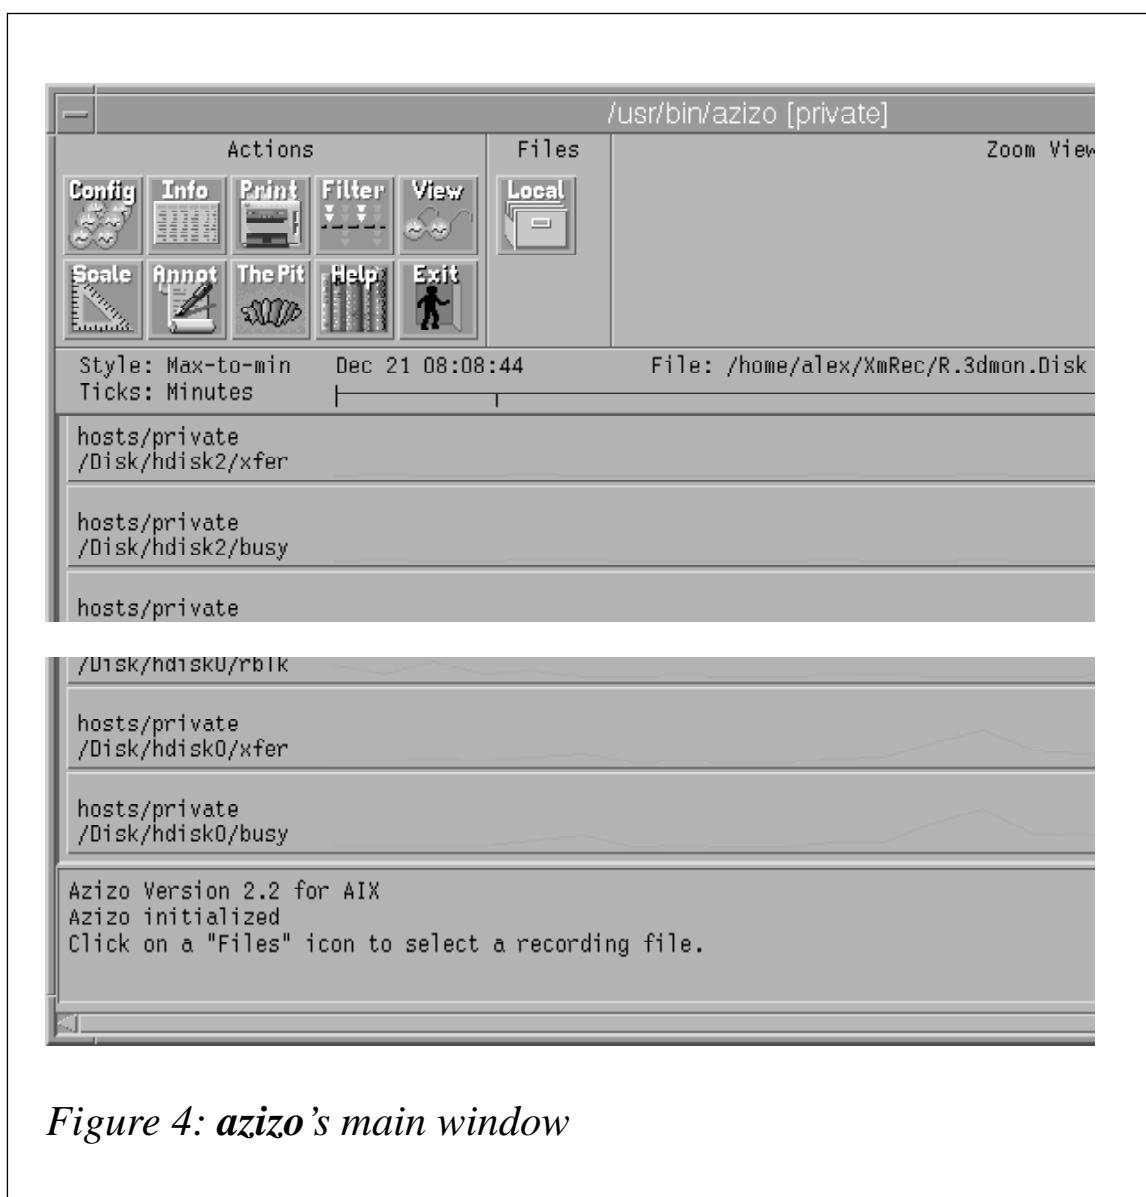 /usr/bin/azizo [private]
Actions Files Zoom View
Config Info Print Filter View Local
Scale Annot The Pit Help Exit
Style: Max-to-min Dec 21 08:08:44 File: /home/alex/XmRec/R.3dmon.Disk
Ticks: Minutes
hosts/private
/Disk/hdisk2/xfer
hosts/private
/Disk/hdisk2/busy
hosts/private
/Disk/hdisk0/rblk
hosts/private
/Disk/hdisk0/xfer
hosts/private
/Disk/hdisk0/busy
Azizo Version 2.2 for AIX
Azizo initialized
Click on a "Files" icon to select a recording file.
Figure 4: azizo's main window